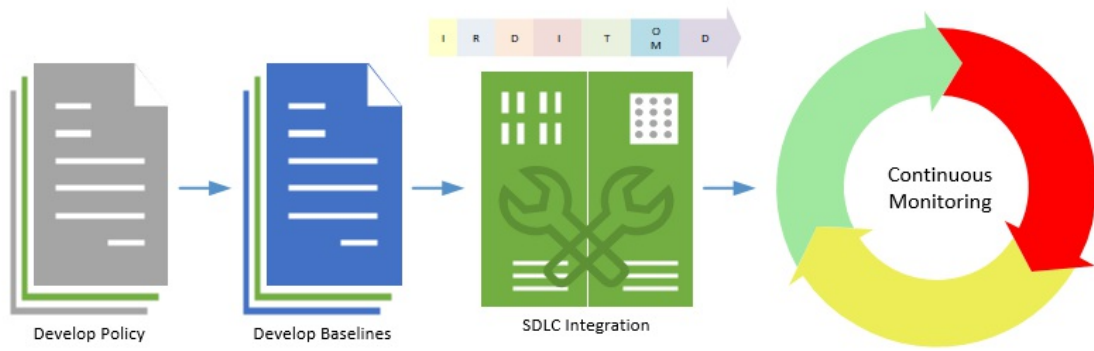 I R D I T O M D
Continuous
Monitoring
Develop Policy
Develop Baselines
SDLC Integration